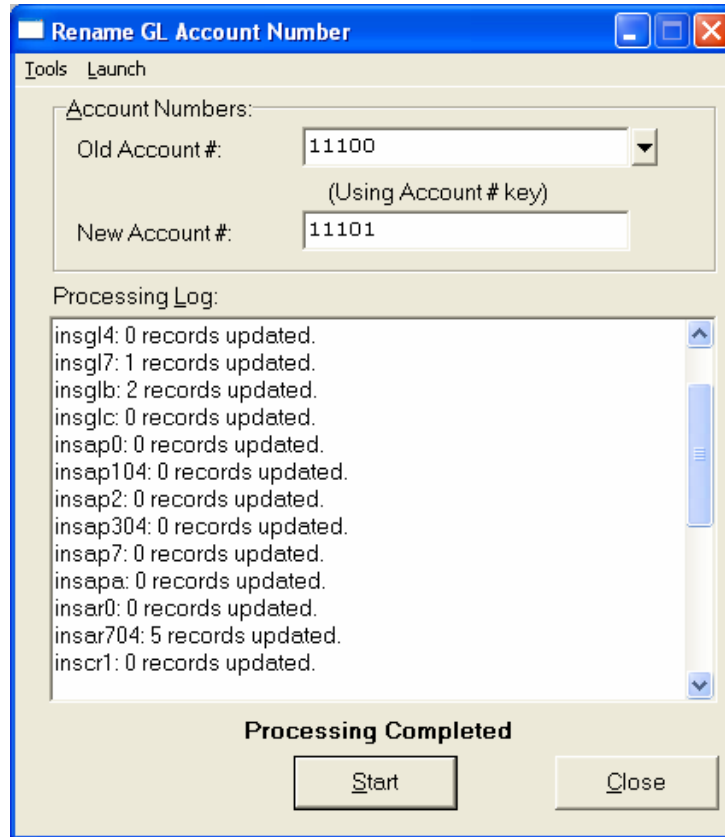 Rename GL Account Number
Tools Launch
Account Numbers:
Old Account #: 11100
(Using Account # key)
New Account #: 11101
Processing Log:
insgl4: 0 records updated.
insgl7: 1 records updated.
insglb: 2 records updated.
insglc: 0 records updated.
insap0: 0 records updated.
insap104: 0 records updated.
insap2: 0 records updated.
insap304: 0 records updated.
insap7: 0 records updated.
insapa: 0 records updated.
insar0: 0 records updated.
insar704: 5 records updated.
inscr1: 0 records updated.
Processing Completed
Start Close